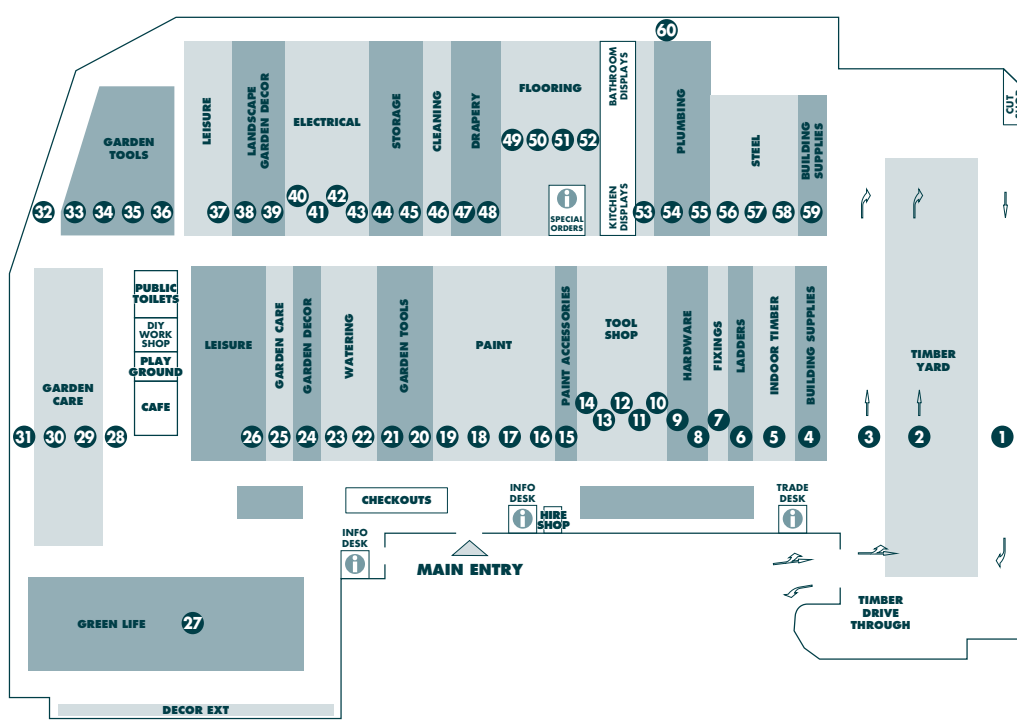 60
LEISURE
LANDSCAPE
GARDEN DECOR
ELECTRICAL
STORAGE
CLEANING
DRAPERY
FLOORING
BATHROOM
DISPLAYS
KITCHEN
DISPLAYS
PLUMBING
STEEL
BUILDING
SUPPLIES
CUT
GARDEN
TOOLS
49 50 51 52
i
SPECIAL
ORDERS
32 33 34 35 36 37 38 39 40 41 42 43 44 45 46 47 48 53 54 55 56 57 58 59
PUBLIC
TOILETS
DIY
WORK
SHOP
PLAY
GROUND
CAFE
GARDEN
CARE
LEISURE
GARDEN CARE
GARDEN DECOR
WATERING
GARDEN TOOLS
PAINT
PAINT ACCESSORIES
TOOL
SHOP
HARDWARE
FIXINGS
LADDERS
INDOOR TIMBER
BUILDING SUPPLIES
TIMBER
YARD
31 30 29 28 26 25 24 23 22 21 20 19 18 17 16 15 14 13 12 11 10 9 8 7 6 5 4 3 2 1
CHECKOUTS
INFO
DESK
i
HIRE
SHOP
TRADE
DESK
i
INFO
DESK
i
MAIN ENTRY
TIMBER
DRIVE
THROUGH
GREEN LIFE 27
DECOR EXT